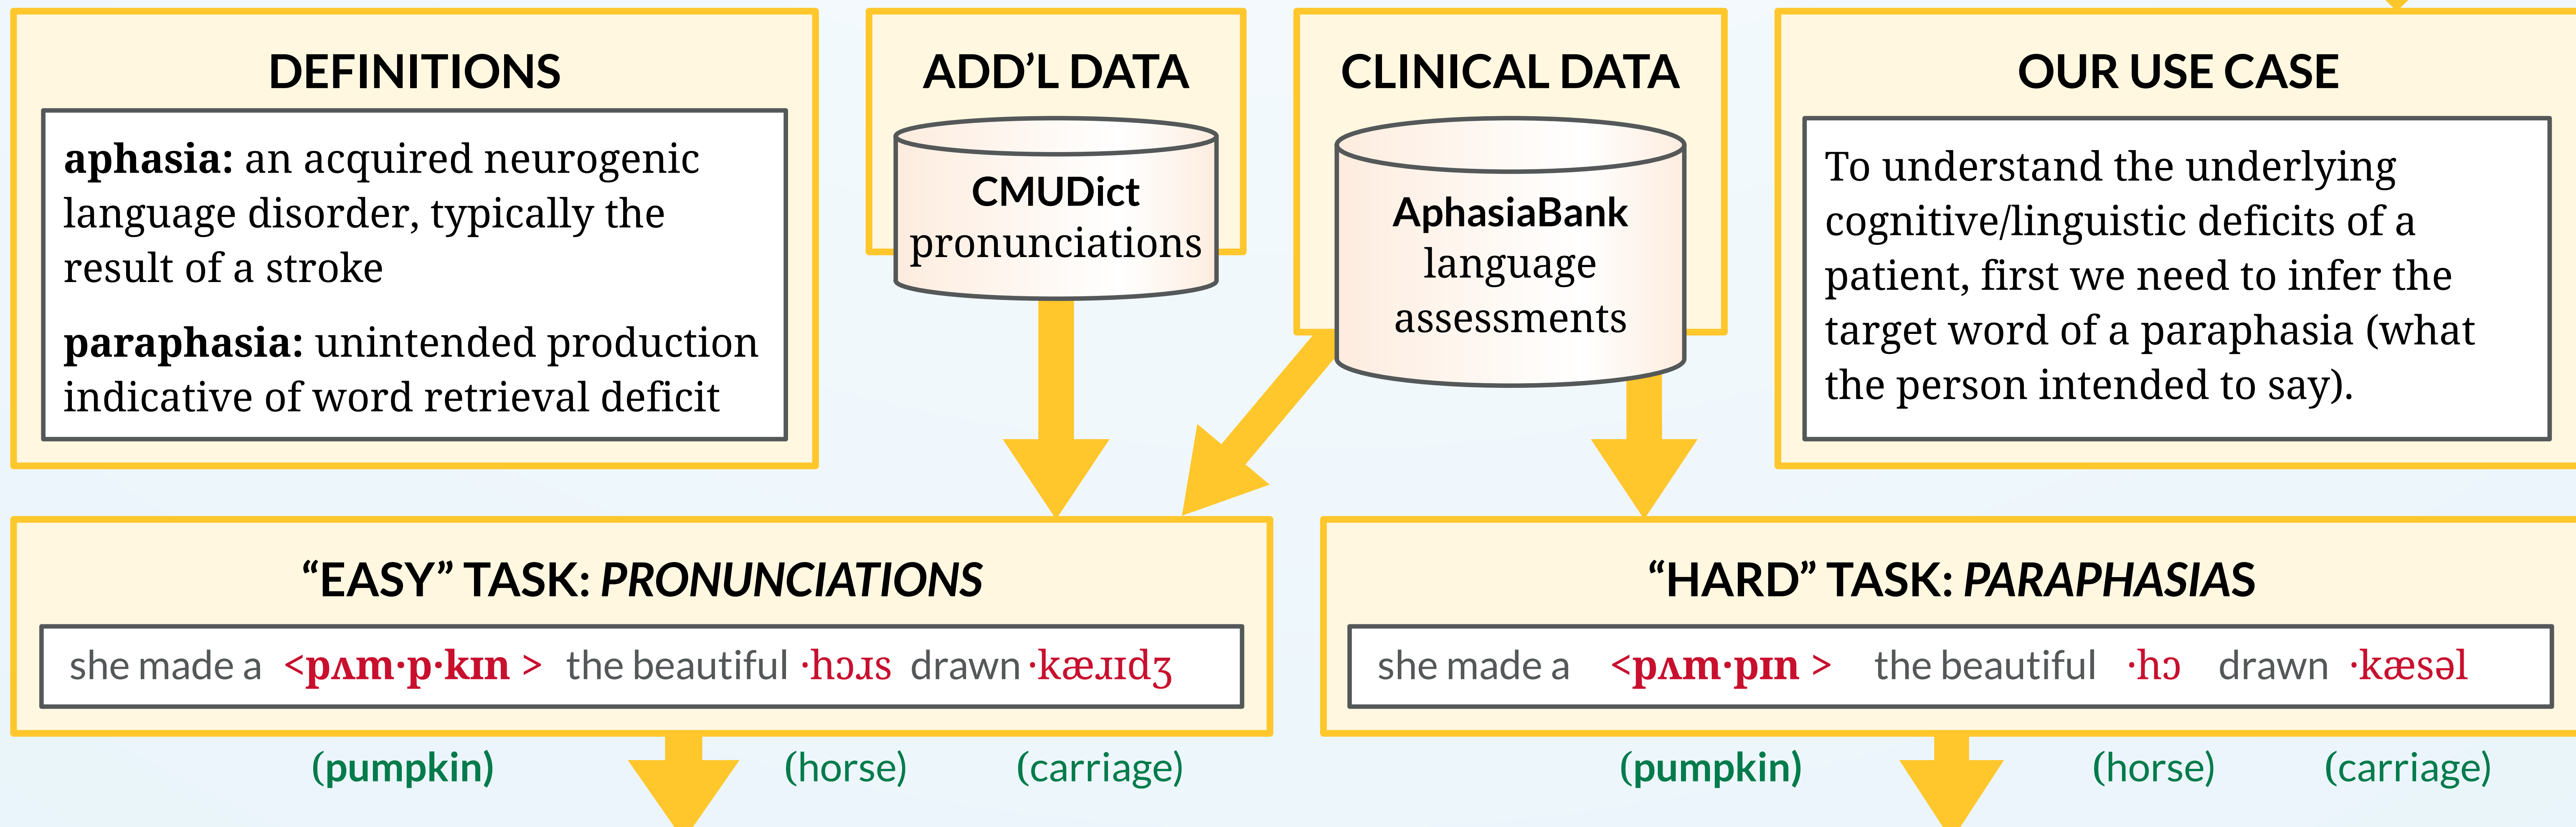 DEFINITIONS
aphasia: an acquired neurogenic
language disorder, typically the
result of a stroke
paraphasia: unintended production
indicative of word retrieval deficit
ADD’L DATA
CMUDict
pronunciations
CLINICAL DATA
AphasiaBank
language
assessments
OUR USE CASE
To understand the underlying
cognitive/linguistic deficits of a
patient, first we need to infer the
target word of a paraphasia (what
the person intended to say).
“EASY” TASK: PRONUNCIATIONS
she made a <pʌm·p·kɪn > the beautiful ·hɔɹs drawn ·kæɹɪdʒ
(pumpkin) (horse) (carriage)
“HARD” TASK: PARAPHASIAS
she made a <pʌm·pɪn > the beautiful ·hɔ drawn ·kæsəl
(pumpkin) (horse) (carriage)